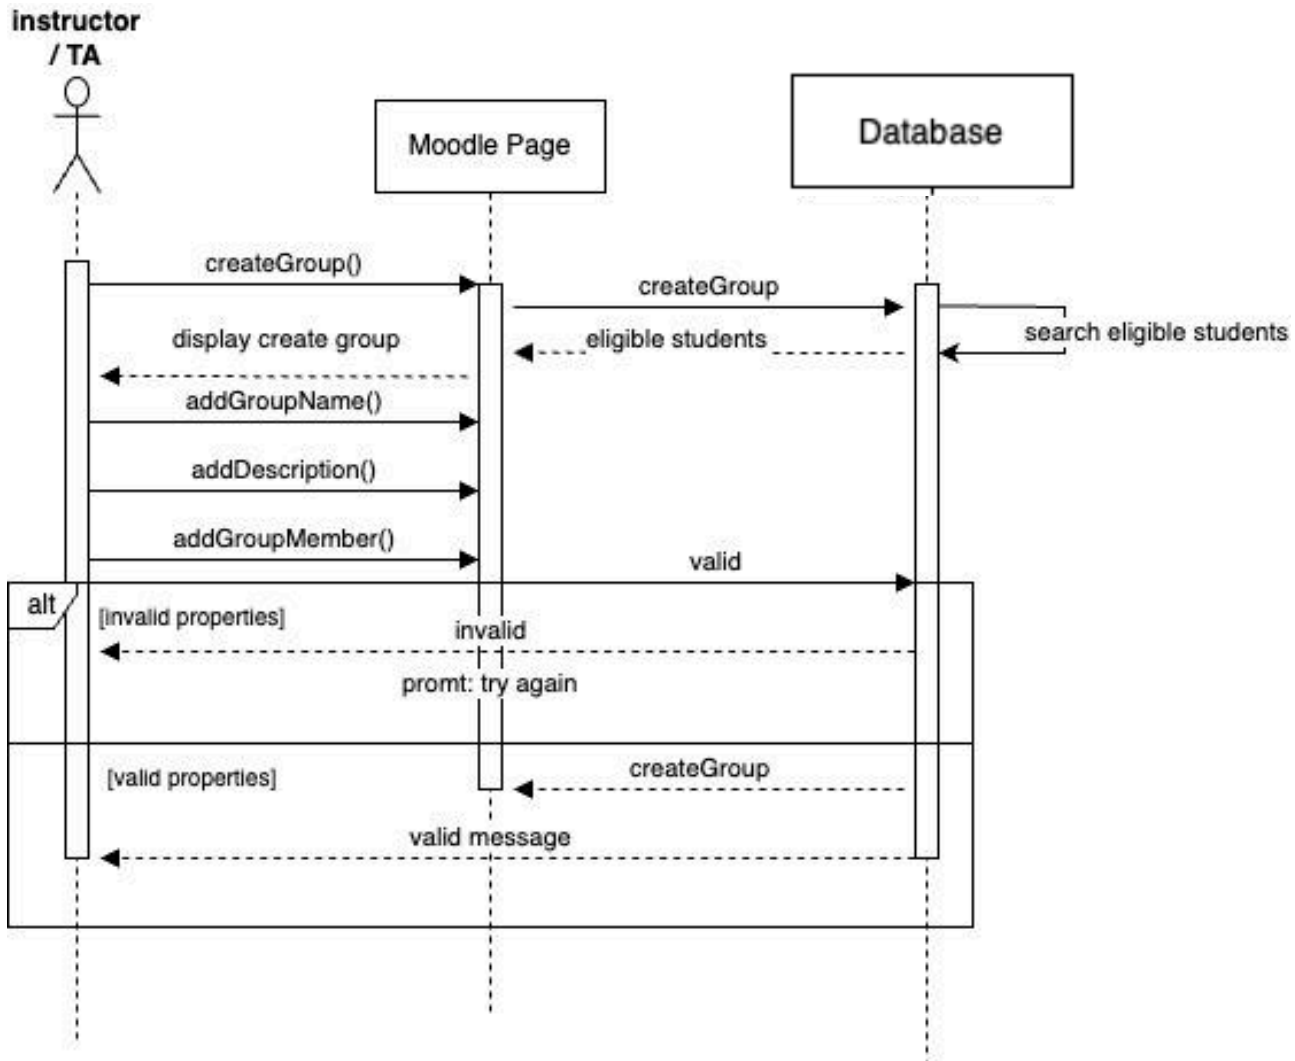 instructor
/ TA
Moodle Page
Database
createGroup()
createGroup
search eligible students
display create group
eligible students
addGroupName()
addDescription()
addGroupMember()
valid
alt
[invalid properties]
invalid
promt: try again
[valid properties]
createGroup
valid message